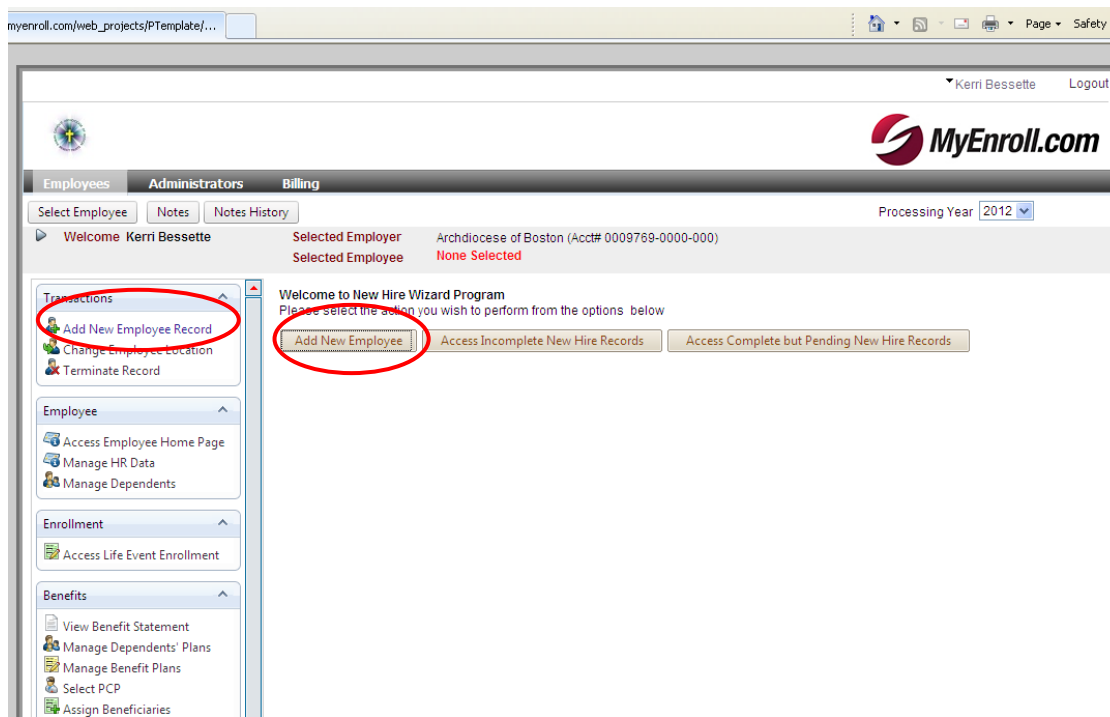 myenroll.com/web_projects/PTemplate/...
Page Safety
Kerri Bessette Logout
MyEnroll.com
Employees Administrators Billing
Select Employee Notes Notes History Processing Year 2012
Welcome Kerri Bessette Selected Employer Archdiocese of Boston (Acct# 0009769-0000-000)
Selected Employee None Selected
Transactions
Add New Employee Record
Change Employee Location
Terminate Record
Employee
Access Employee Home Page
Manage HR Data
Manage Dependents
Enrollment
Access Life Event Enrollment
Benefits
View Benefit Statement
Manage Dependents' Plans
Manage Benefit Plans
Select PCP
Assign Beneficiaries
Welcome to New Hire Wizard Program
Please select the action you wish to perform from the options below
Add New Employee Access Incomplete New Hire Records Access Complete but Pending New Hire Records